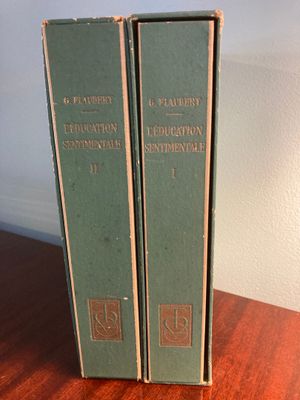 G. FLAUBERT
L'ÉDUCATION
SENTIMENTALE
II
G. FLAUBERT
L'ÉDUCATION
SENTIMENTALE
I